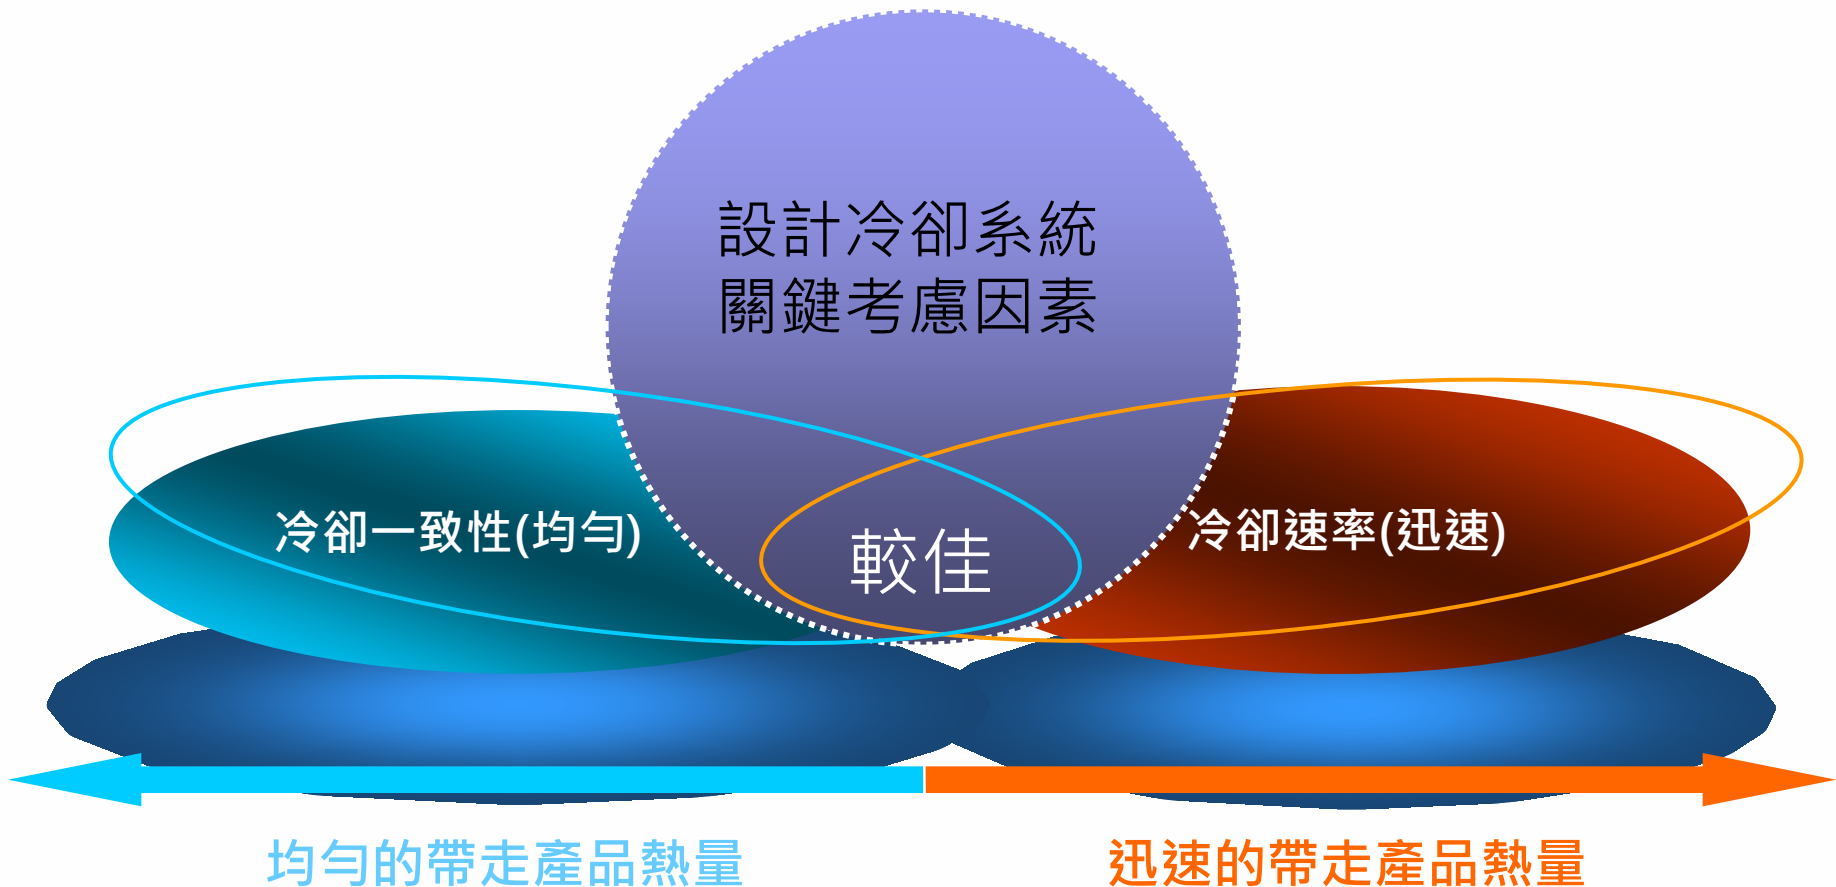 設計冷卻系統
關鍵考慮因素
冷卻一致性(均勻)
較佳
冷卻速率(迅速)
均勻的帶走產品熱量
迅速的帶走產品熱量